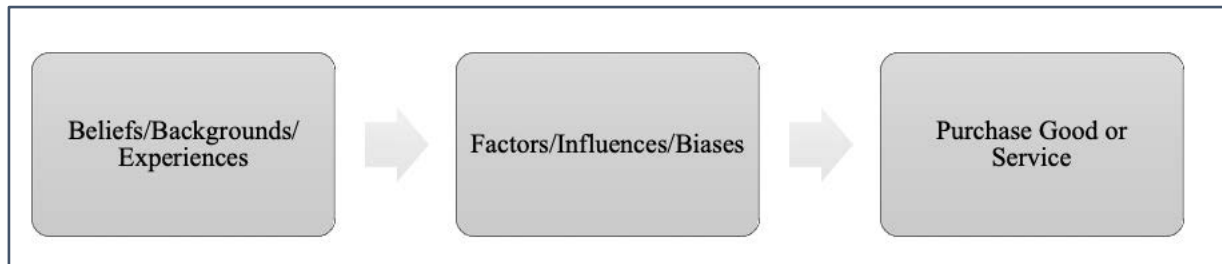 Beliefs/Backgrounds/
Experiences
Factors/Influences/Biases
Purchase Good or
Service